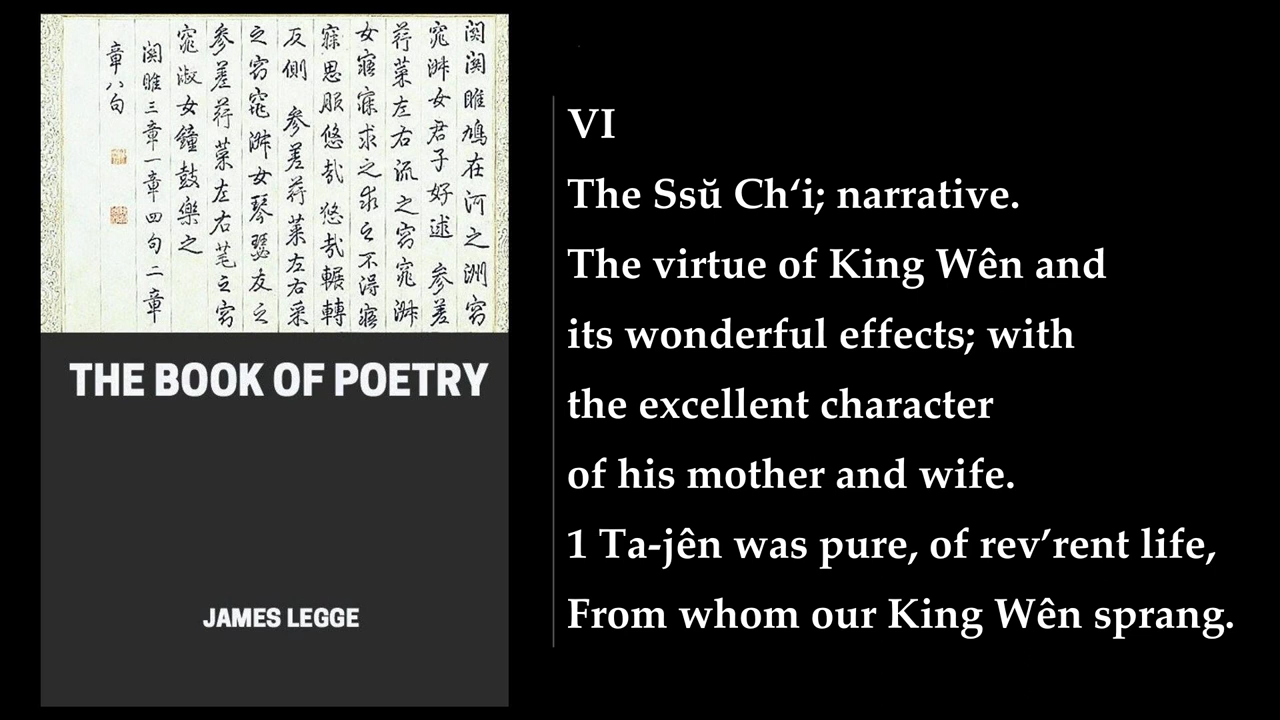 關關雎鳩在河之洲窈
窕淑女君子好逑 參差
荇菜左右流之窈窕淑
女寤寐求之求之不得寤
寐思服悠哉悠哉輾轉
反側 參差荇菜左右采
之窈窕淑女琴瑟友之
參差荇菜左右芼之窈
窕淑女鐘鼓樂之
關雎三章一章四句二章
章八句
THE BOOK OF POETRY
JAMES LEGGE
VI
The Ssŭ Ch‘i; narrative.
The virtue of King Wên and
its wonderful effects; with
the excellent character
of his mother and wife.
1 Ta-jên was pure, of rev’rent life,
From whom our King Wên sprang.